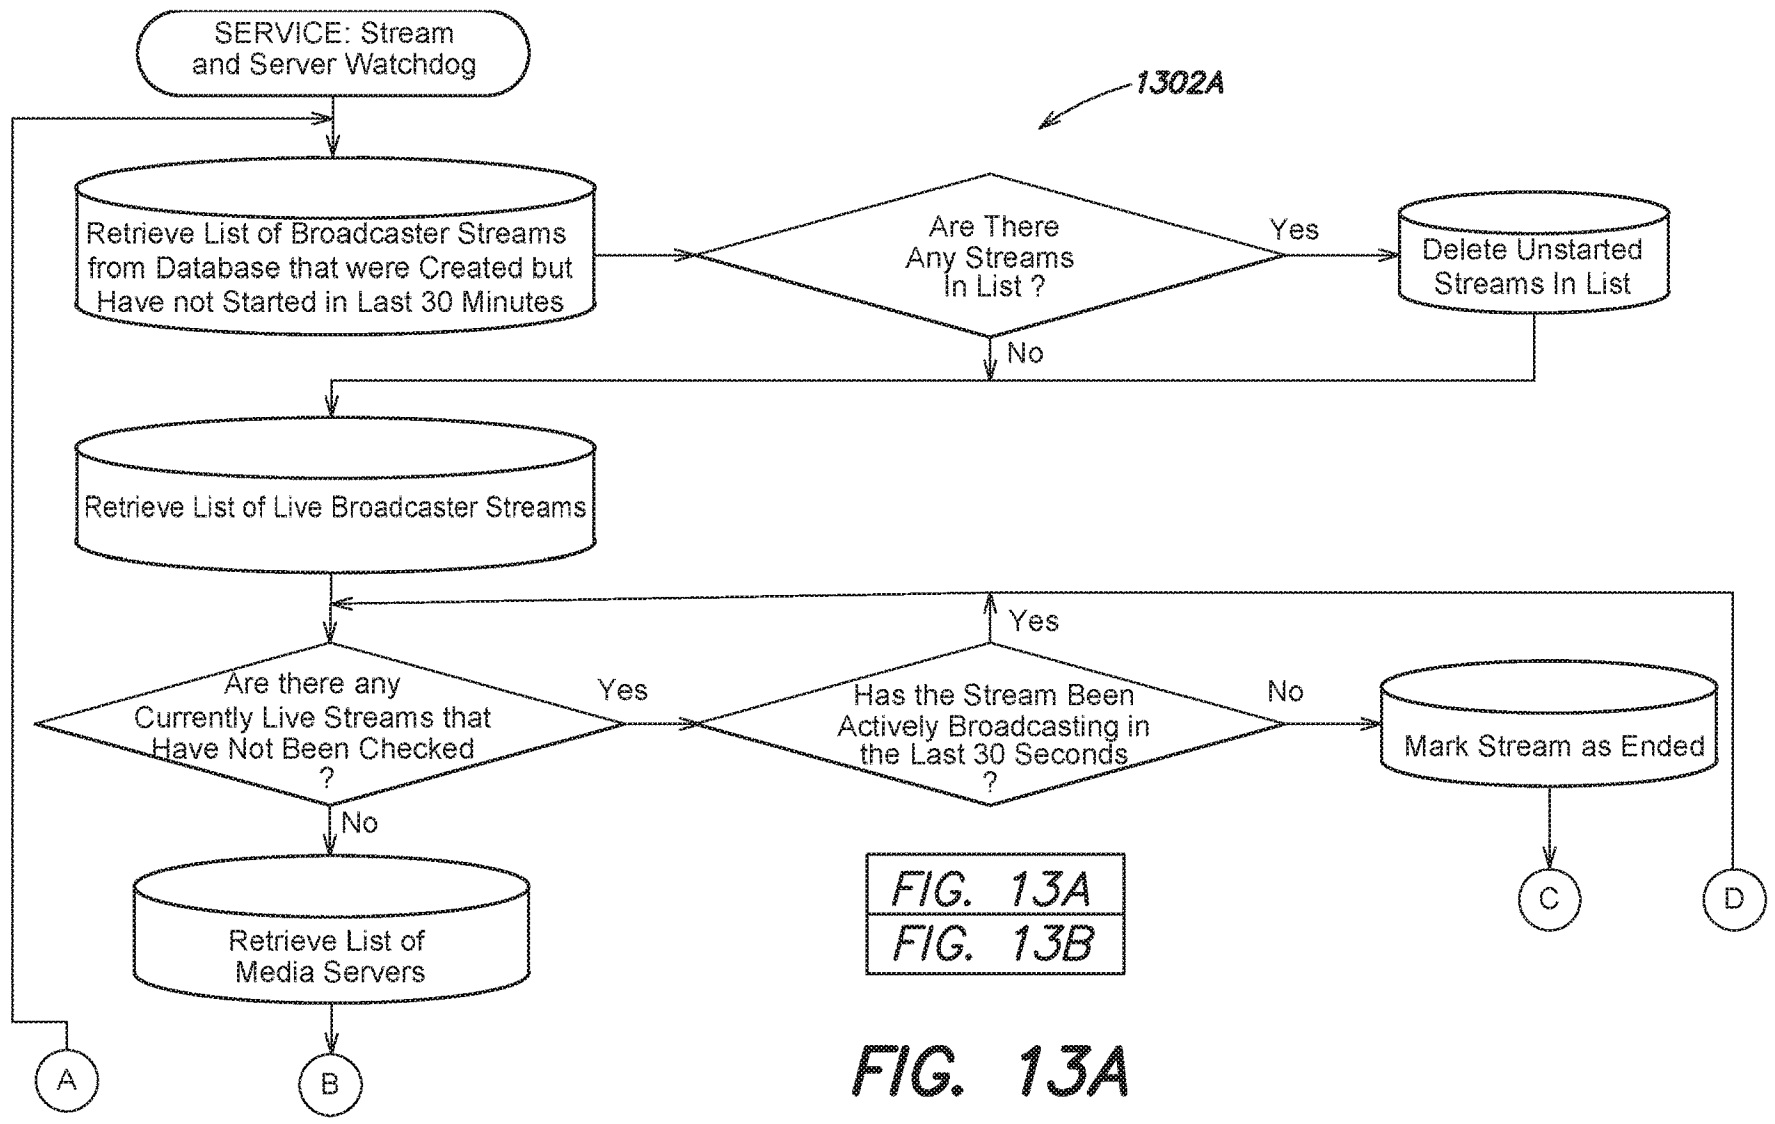 SERVICE: Stream
and Server Watchdog
1302A
Retrieve List of Broadcaster Streams
from Database that were Created but
Have not Started in Last 30 Minutes
Are There
Any Streams
In List ?
Yes
Delete Unstarted
Streams In List
No
Retrieve List of Live Broadcaster Streams
Yes
Are there any
Currently Live Streams that
Have Not Been Checked
?
Yes
Has the Stream Been
Actively Broadcasting in
the Last 30 Seconds
?
No
Mark Stream as Ended
No
Retrieve List of
Media Servers
FIG. 13A
FIG. 13B
C
D
A
B
FIG. 13A